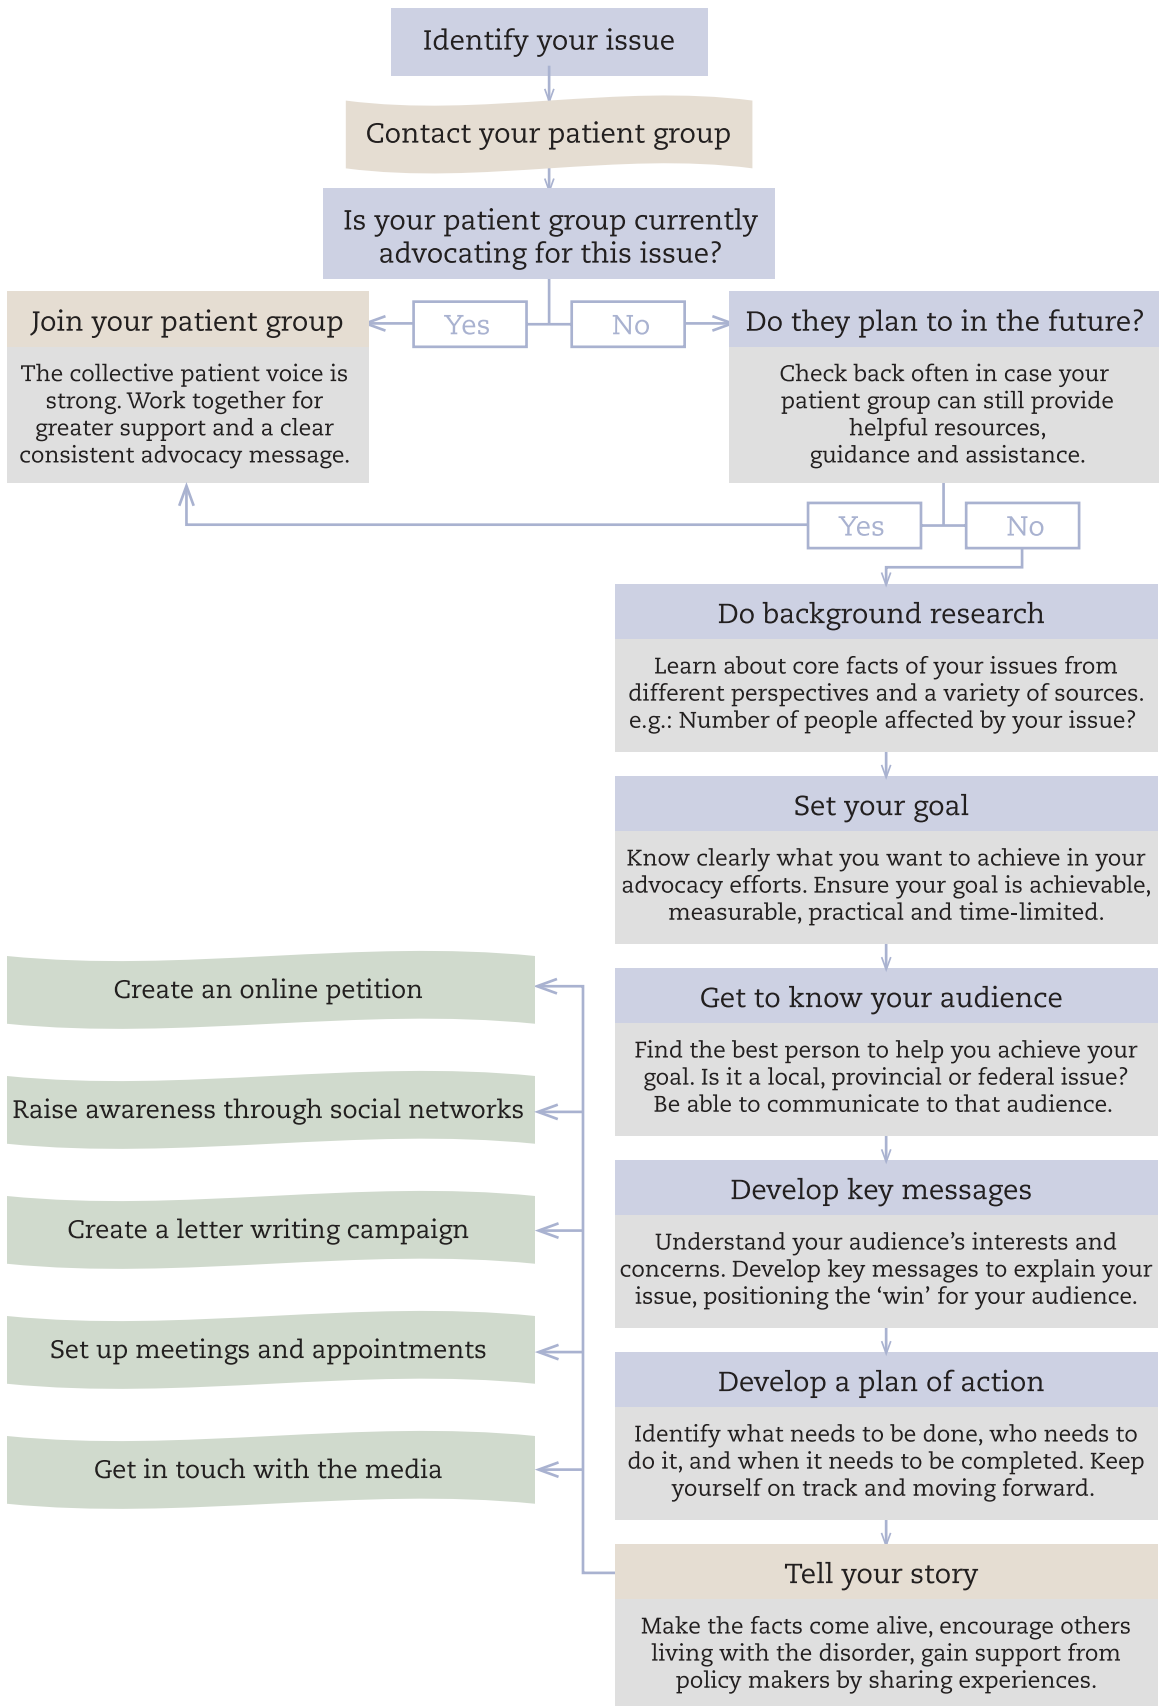 Identify your issue
Contact your patient group
Is your patient group currently
advocating for this issue?
Yes
No
Join your patient group
The collective patient voice is
strong. Work together for
greater support and a clear
consistent advocacy message.
Do they plan to in the future?
Check back often in case your
patient group can still provide
helpful resources,
guidance and assistance.
Yes
No
Do background research
Learn about core facts of your issues from
different perspectives and a variety of sources.
e.g.: Number of people affected by your issue?
Set your goal
Know clearly what you want to achieve in your
advocacy efforts. Ensure your goal is achievable,
measurable, practical and time-limited.
Get to know your audience
Find the best person to help you achieve your
goal. Is it a local, provincial or federal issue?
Be able to communicate to that audience.
Develop key messages
Understand your audience’s interests and
concerns. Develop key messages to explain your
issue, positioning the ‘win’ for your audience.
Develop a plan of action
Identify what needs to be done, who needs to
do it, and when it needs to be completed. Keep
yourself on track and moving forward.
Tell your story
Make the facts come alive, encourage others
living with the disorder, gain support from
policy makers by sharing experiences.
Create an online petition
Raise awareness through social networks
Create a letter writing campaign
Set up meetings and appointments
Get in touch with the media